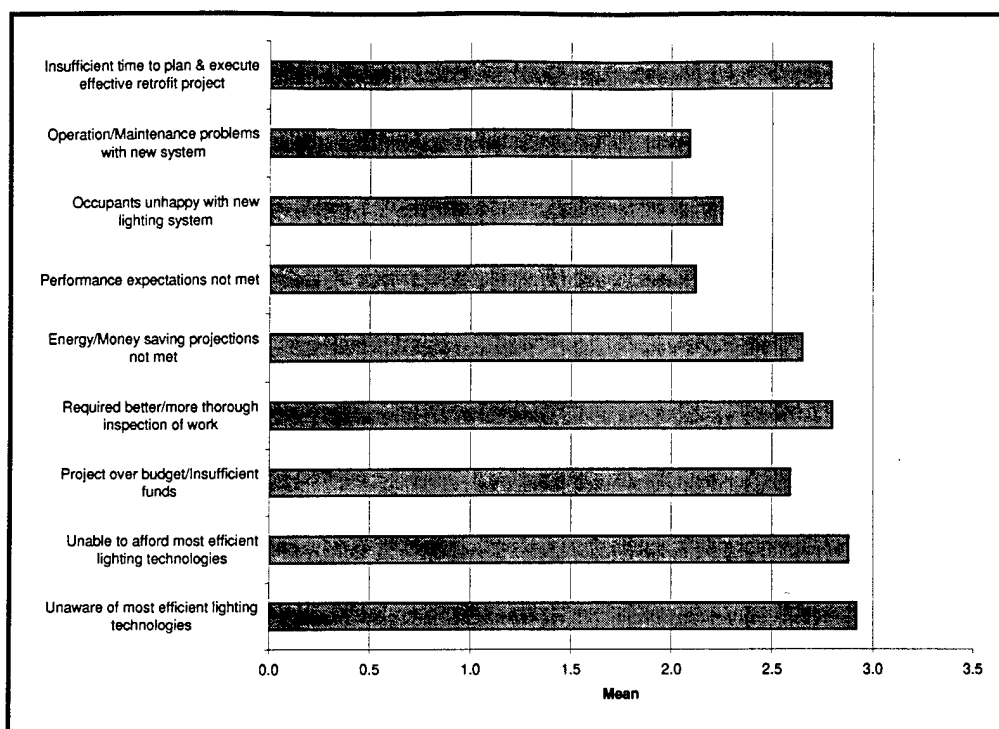 Insufficient time to plan & execute
effective retrofit project
Operation/Maintenance problems
with new system
Occupants unhappy with new
lighting system
Performance expectations not met
Energy/Money saving projections
not met
Required better/more thorough
inspection of work
Project over budget/Insufficient
funds
Unable to afford most efficient
lighting technologies
Unaware of most efficient lighting
technologies
0.0 0.5 1.0 1.5 2.0 2.5 3.0 3.5
Mean